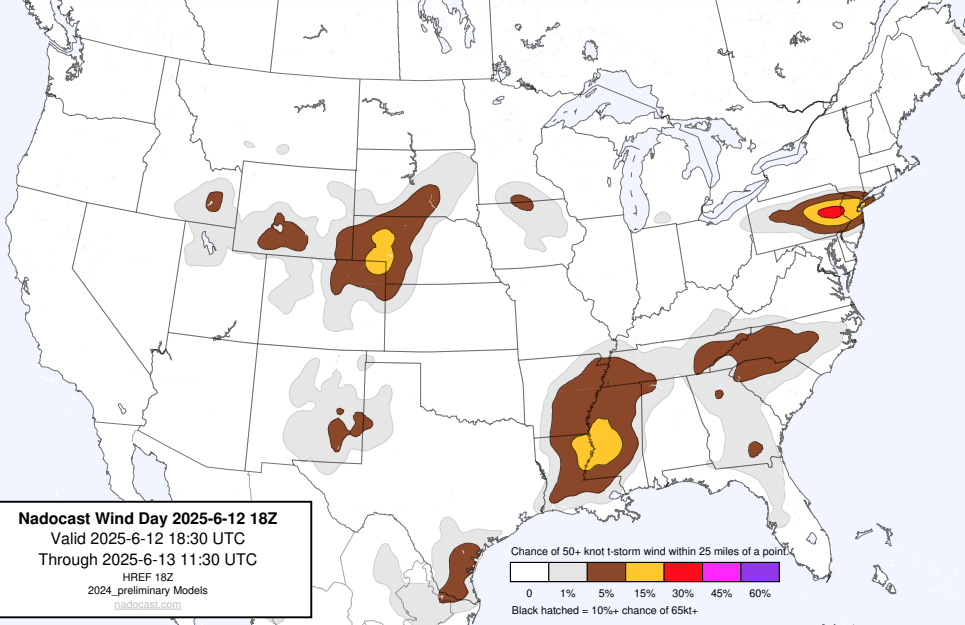 Nadocast Wind Day 2025-6-12 18Z
Valid 2025-6-12 18:30 UTC
Through 2025-6-13 11:30 UTC
HREF 18Z
2024_preliminary Models
nadocast.com
Chance of 50+ knot t-storm wind within 25 miles of a point.
0 1% 5% 15% 30% 45% 60%
Black hatched = 10%+ chance of 65kt+